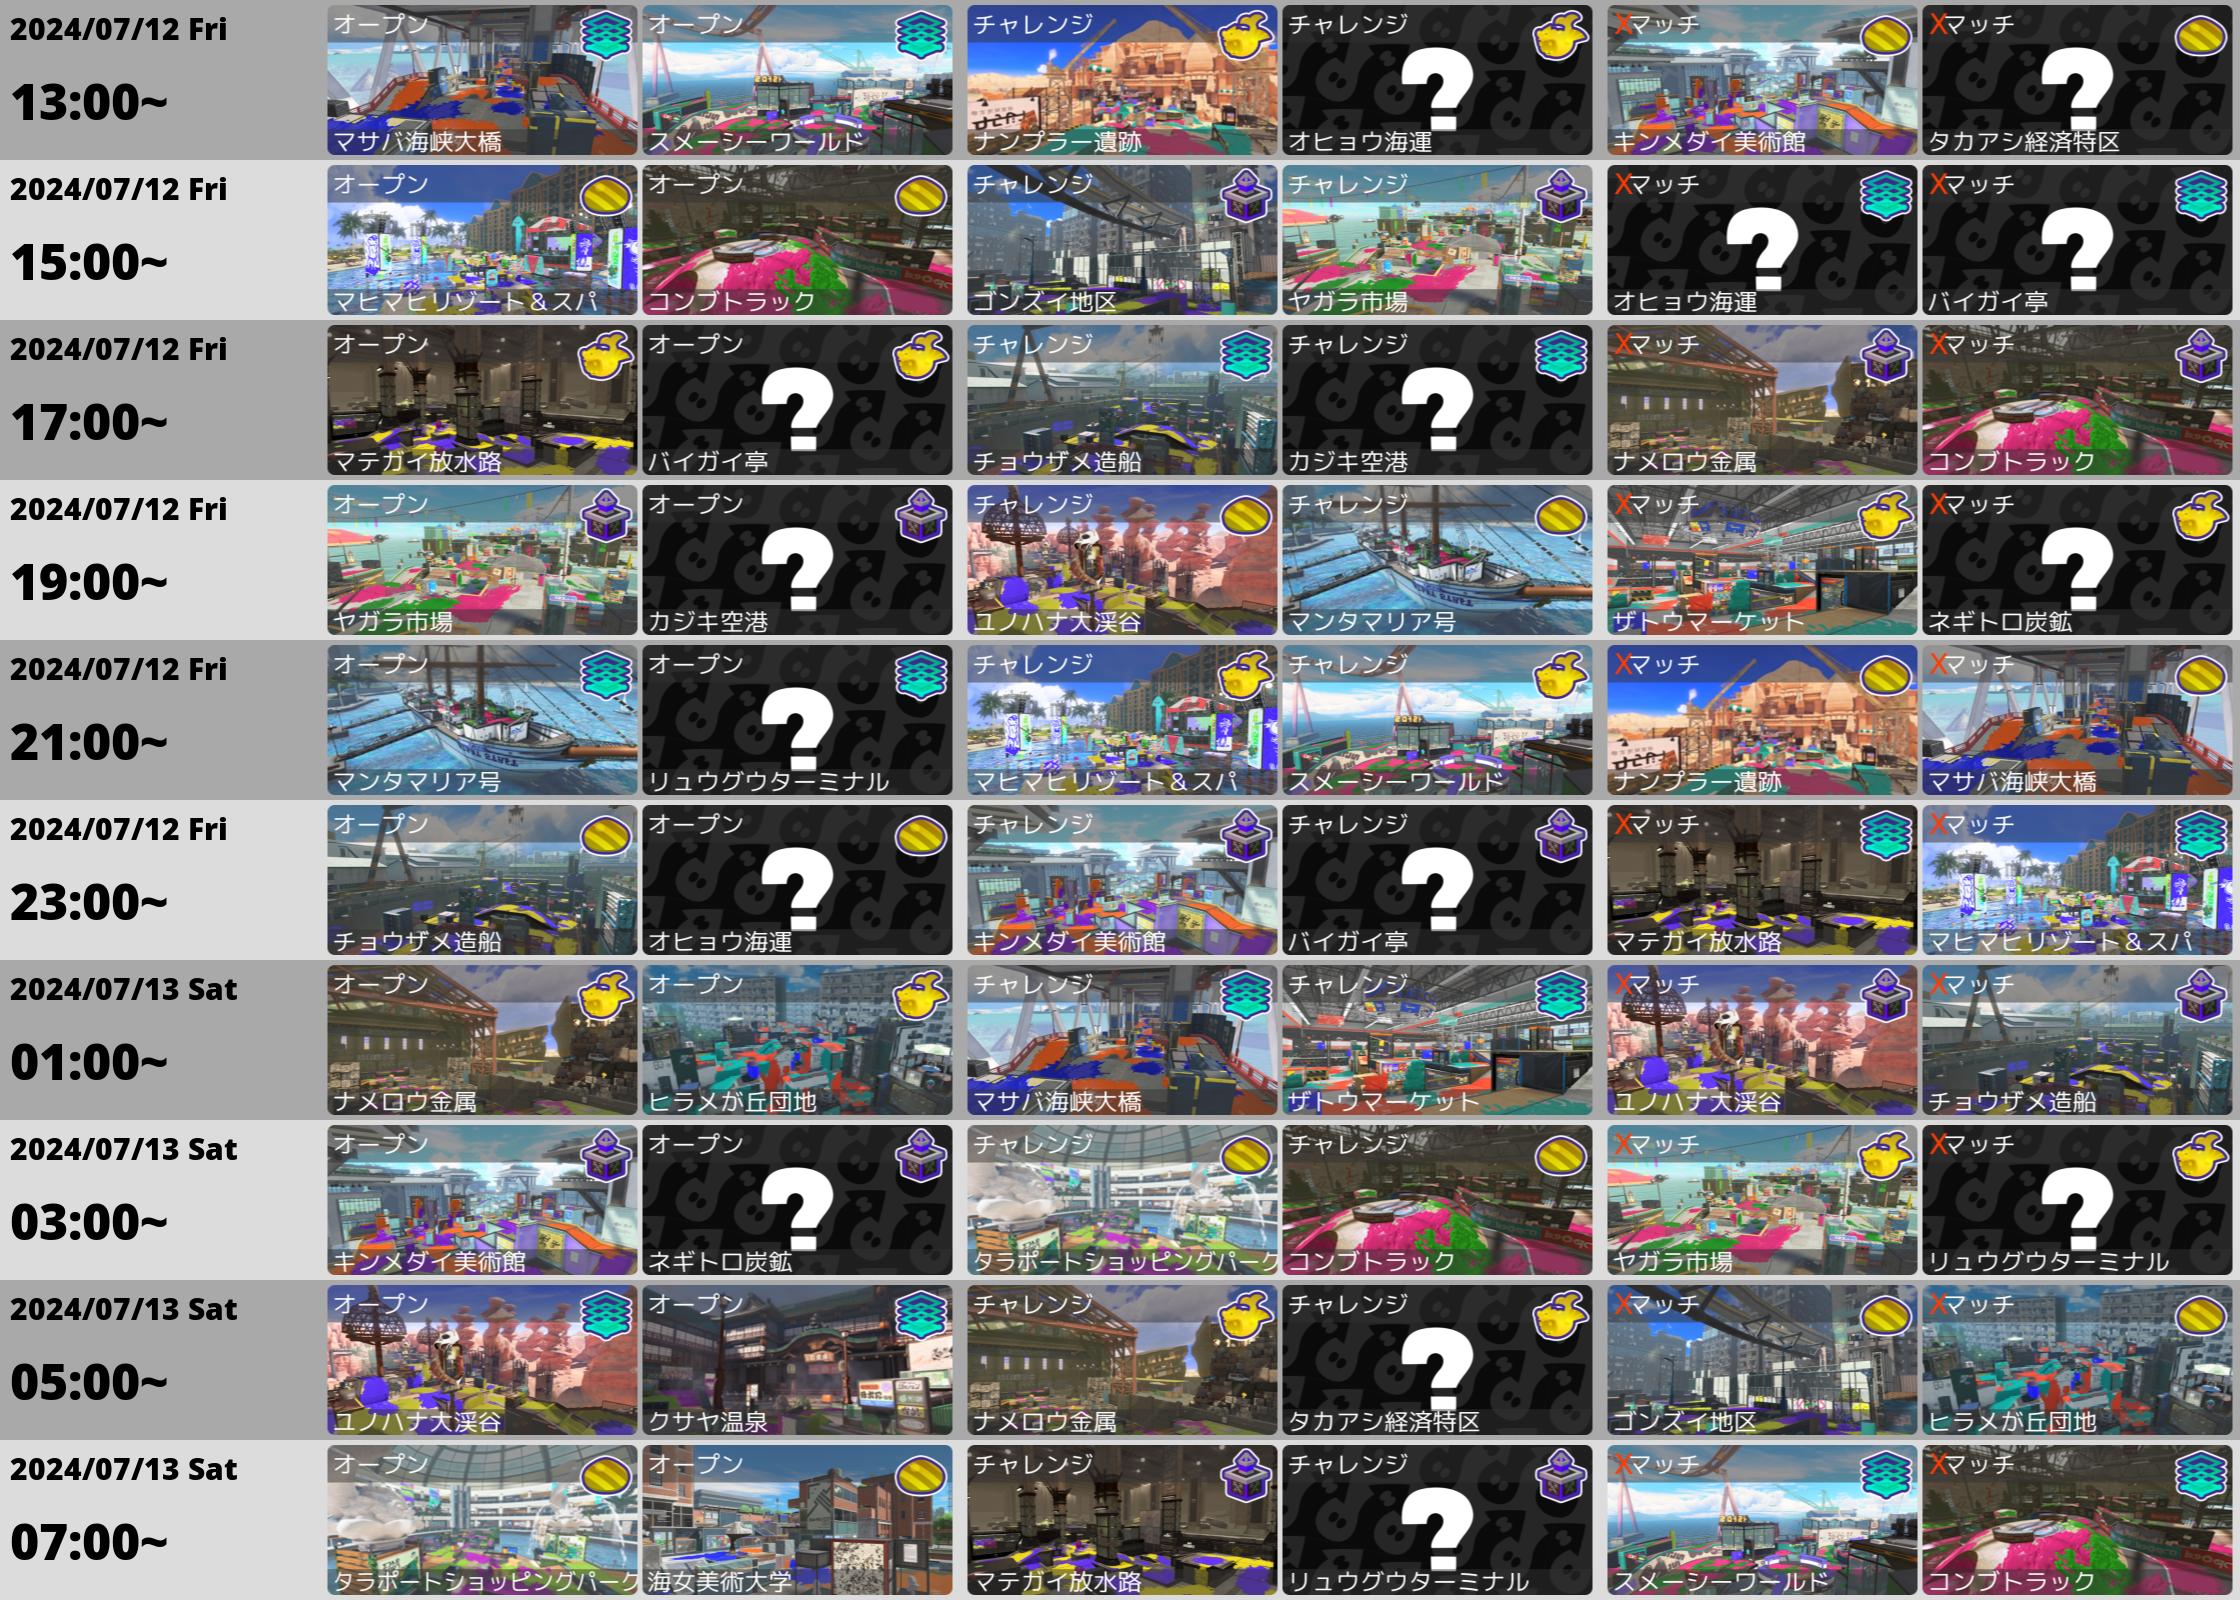 2024/07/12 Fri
13:00~
オープン
マサバ海峡大橋
オープン
スメーシーワールド
チャレンジ
ナンプラー遺跡
チャレンジ
?
オヒョウ海運
Xマッチ
キンメダイ美術館
Xマッチ
?
タカアシ経済特区
2024/07/12 Fri
15:00~
オープン
マヒマヒリゾート＆スパ
オープン
コンブトラック
チャレンジ
ゴンズイ地区
チャレンジ
ヤガラ市場
Xマッチ
?
オヒョウ海運
Xマッチ
?
バイガイ亭
2024/07/12 Fri
17:00~
オープン
マテガイ放水路
オープン
?
バイガイ亭
チャレンジ
チョウザメ造船
チャレンジ
?
カジキ空港
Xマッチ
ナメロウ金属
Xマッチ
コンブトラック
2024/07/12 Fri
19:00~
オープン
ヤガラ市場
オープン
?
カジキ空港
チャレンジ
ユノハナ大渓谷
チャレンジ
マンタマリア号
Xマッチ
ザトウマーケット
Xマッチ
?
ネギトロ炭鉱
2024/07/12 Fri
21:00~
オープン
マンタマリア号
オープン
?
リュウグウターミナル
チャレンジ
マヒマヒリゾート＆スパ
チャレンジ
スメーシーワールド
Xマッチ
ナンプラー遺跡
Xマッチ
マサバ海峡大橋
2024/07/12 Fri
23:00~
オープン
チョウザメ造船
オープン
?
オヒョウ海運
チャレンジ
キンメダイ美術館
チャレンジ
?
バイガイ亭
Xマッチ
マテガイ放水路
Xマッチ
マヒマヒリゾート＆スパ
2024/07/13 Sat
01:00~
オープン
ナメロウ金属
オープン
ヒラメが丘団地
チャレンジ
マサバ海峡大橋
チャレンジ
ザトウマーケット
Xマッチ
ユノハナ大渓谷
Xマッチ
チョウザメ造船
2024/07/13 Sat
03:00~
オープン
キンメダイ美術館
オープン
?
ネギトロ炭鉱
チャレンジ
タラポートショッピングパーク
チャレンジ
コンブトラック
Xマッチ
ヤガラ市場
Xマッチ
?
リュウグウターミナル
2024/07/13 Sat
05:00~
オープン
ユノハナ大渓谷
オープン
クサヤ温泉
チャレンジ
ナメロウ金属
チャレンジ
?
タカアシ経済特区
Xマッチ
ゴンズイ地区
Xマッチ
ヒラメが丘団地
2024/07/13 Sat
07:00~
オープン
タラポートショッピングパーク
オープン
海女美術大学
チャレンジ
マテガイ放水路
チャレンジ
?
リュウグウターミナル
Xマッチ
スメーシーワールド
Xマッチ
コンブトラック